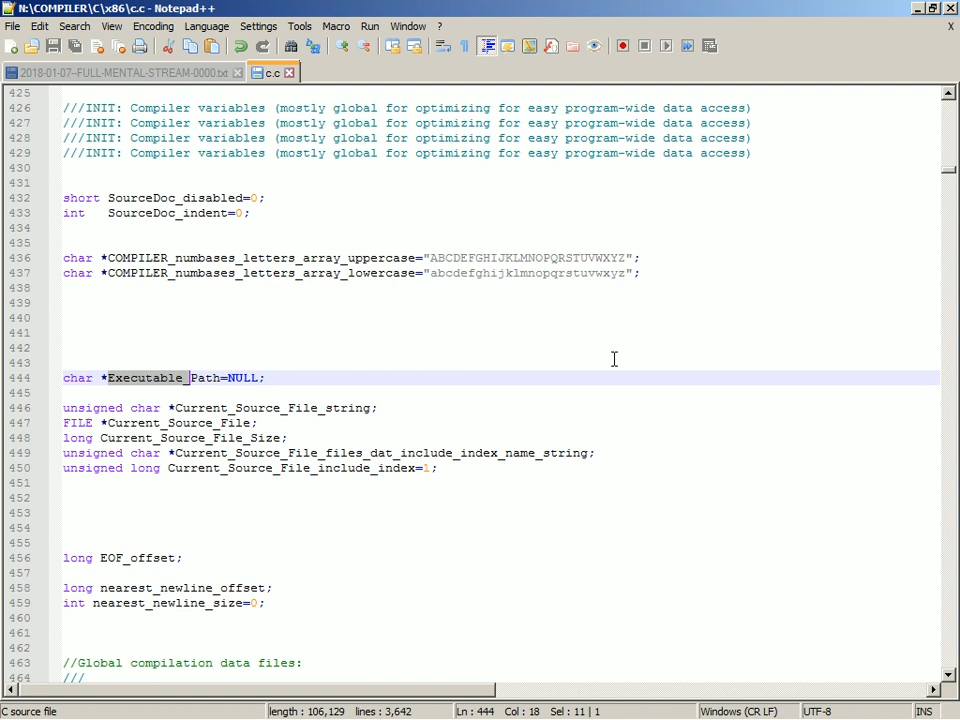 N:\COMPILER\C\x86\c.c - Notepad++
File Edit Search View Encoding Language Settings Tools Macro Run Window ? X
2018-01-07--FULL-MENTAL-STREAM-0000.txt c.c
425
426 ///INIT: Compiler variables (mostly global for optimizing for easy program-wide data access)
427 ///INIT: Compiler variables (mostly global for optimizing for easy program-wide data access)
428 ///INIT: Compiler variables (mostly global for optimizing for easy program-wide data access)
429 ///INIT: Compiler variables (mostly global for optimizing for easy program-wide data access)
430
431
432 short SourceDoc_disabled=0;
433 int   SourceDoc_indent=0;
434
435
436 char *COMPILER_numbases_letters_array_uppercase="ABCDEFGHIJKLMNOPQRSTUVWXYZ";
437 char *COMPILER_numbases_letters_array_lowercase="abcdefghijklmnopqrstuvwxyz";
438
439
440
441
442
443
444 char *Executable_Path=NULL;
445
446 unsigned char *Current_Source_File_string;
447 FILE *Current_Source_File;
448 long Current_Source_File_Size;
449 unsigned char *Current_Source_File_files_dat_include_index_name_string;
450 unsigned long Current_Source_File_include_index=1;
451
452
453
454
455
456 long EOF_offset;
457
458 long nearest_newline_offset;
459 int nearest_newline_size=0;
460
461
462
463 //Global compilation data files:
464 ///
C source file length : 106,129 lines : 3,642 Ln : 444 Col : 18 Sel : 11 | 1 Windows (CR LF) UTF-8 INS